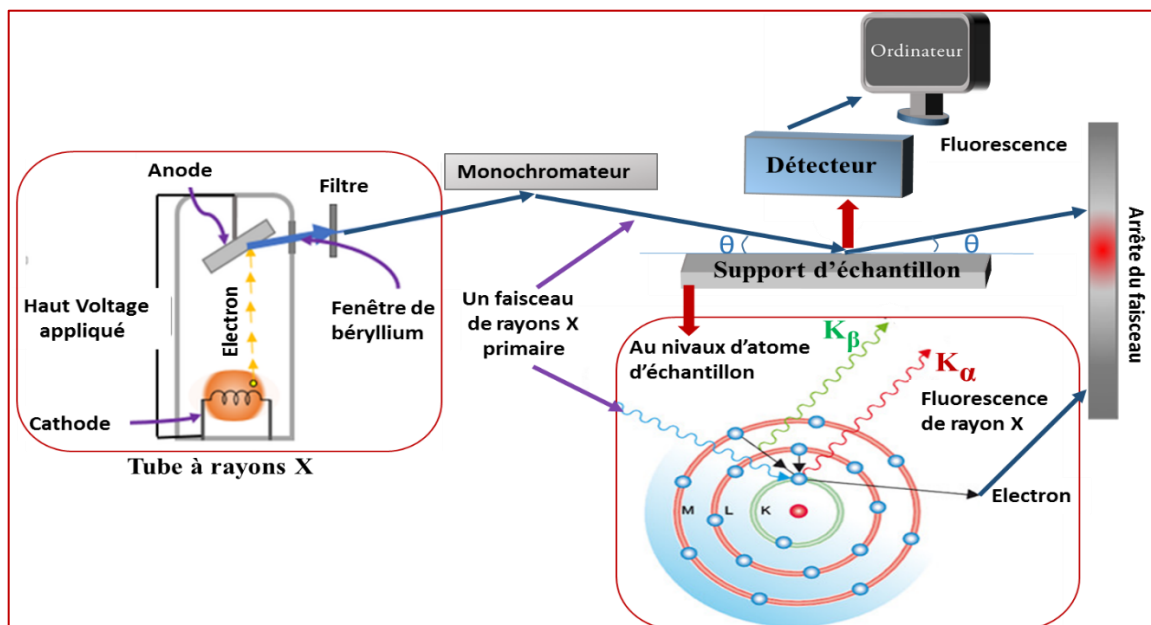 Ordinateur
Fluorescence
Détecteur
Monochromateur
Anode
Filtre
θ
θ
Support d'échantillon
Arrête du faisceau
Haut Voltage
appliqué
Electron
Fenêtre de
béryllium
Un faisceau
de rayons X
primaire
Cathode
Tube à rayons X
Au nivaux d'atome
d'échantillon
Kβ
Kα
Fluorescence
de rayon X
Electron
M
L
K